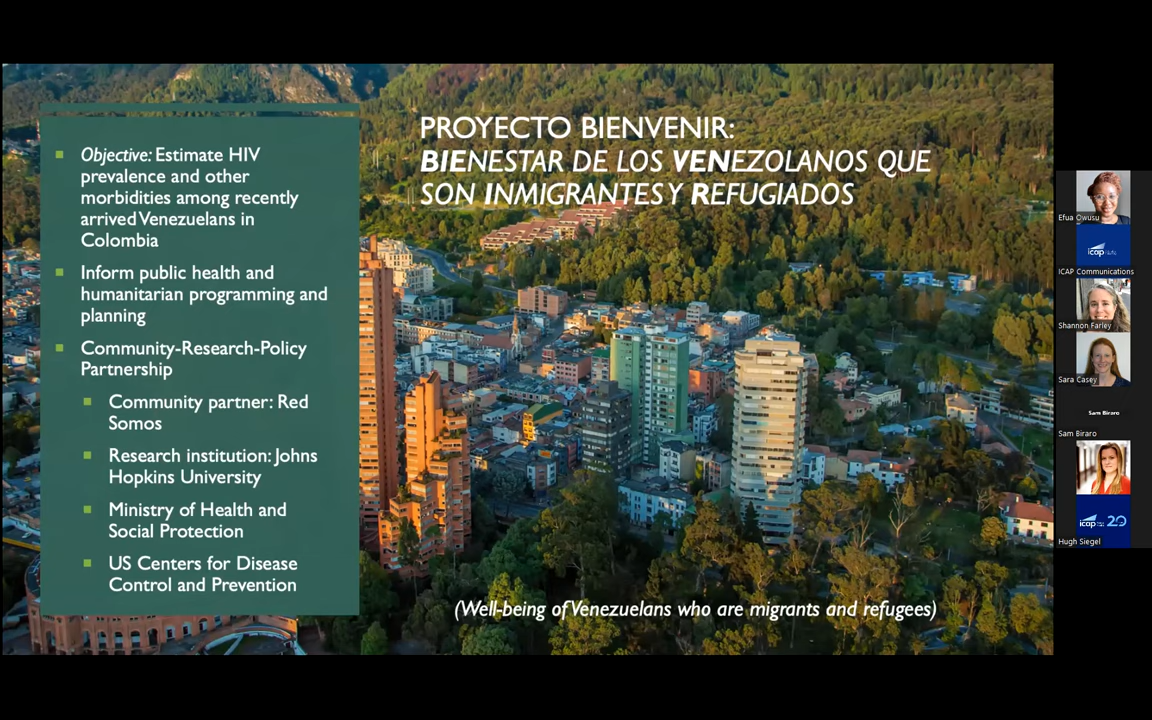 Objective: Estimate HIV
prevalence and other
morbidities among recently
arrived Venezuelans in
Colombia
Inform public health and
humanitarian programming and
planning
Community-Research-Policy
Partnership
Community partner: Red
Somos
Research institution: Johns
Hopkins University
Ministry of Health and
Social Protection
US Centers for Disease
Control and Prevention
PROYECTO BIENVENIR:
BIENESTAR DE LOS VENEZOLANOS QUE
SON INMIGRANTES Y REFUGIADOS
(Well-being of Venezuelans who are migrants and refugees)
Efua Owusu
icap
ICAP Communications
Shannon Farley
Sara Casey
Sam Biraro
Sam Biraro
icap 20
Hugh Siegel